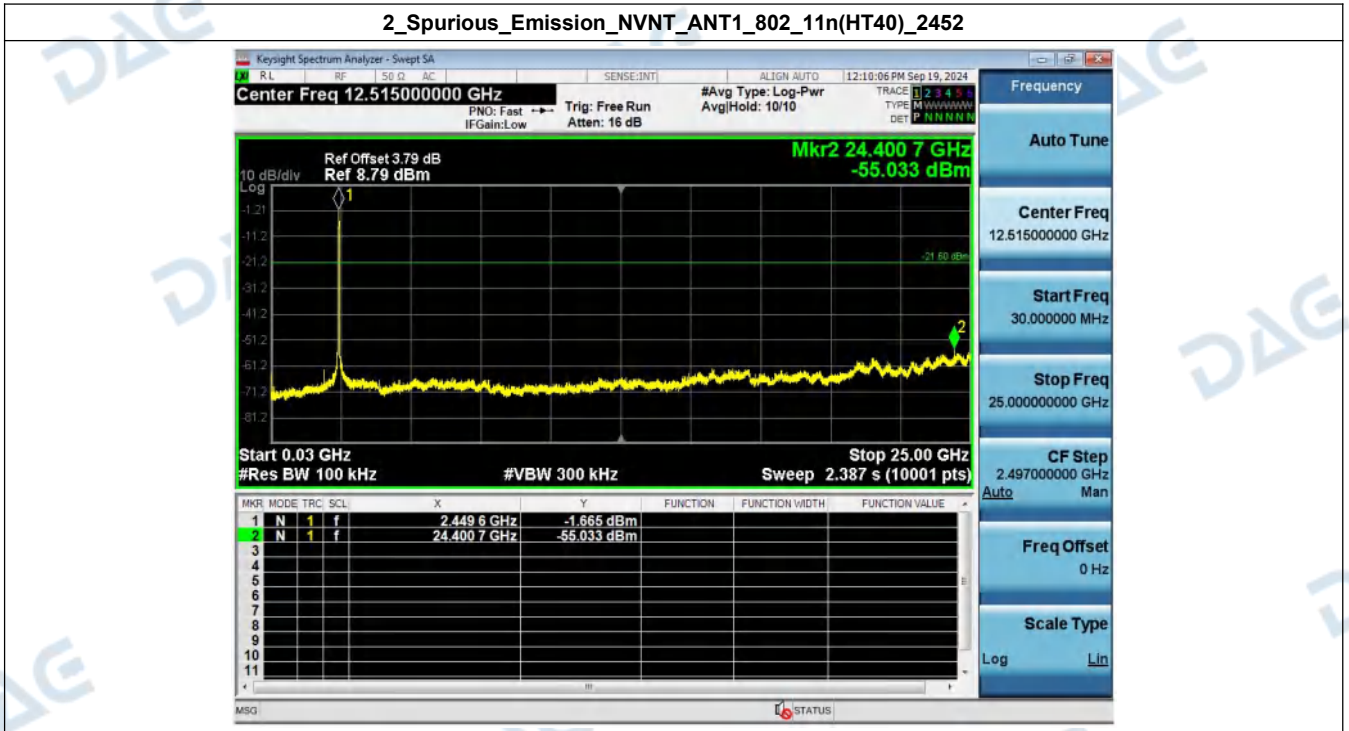 2_Spurious_Emission_NVNT_ANT1_802_11n(HT40)_2452
Keysight Spectrum Analyzer - Swept SA
LXI RL RF 50 Ω AC SENSE:INT ALIGN AUTO 12:10:06 PM Sep 19, 2024
Center Freq 12.515000000 GHz
PNO: Fast
IFGain:Low
Trig: Free Run
Atten: 16 dB
#Avg Type: Log-Pwr
Avg|Hold: 10/10
TRACE 1 2 3 4 5 6
TYPE M W W W W W
DET P N N N N N
Mkr2 24.400 7 GHz
-55.033 dBm
Ref Offset 3.79 dB
10 dB/div Ref 8.79 dBm
Log
1
-1.21
-11.2
-21.2
-21.60 dBm
-31.2
-41.2
2
-51.2
-61.2
-71.2
-81.2
Start 0.03 GHz Stop 25.00 GHz
#Res BW 100 kHz #VBW 300 kHz Sweep 2.387 s (10001 pts)
MKR MODE TRC SCL X Y FUNCTION FUNCTION WIDTH FUNCTION VALUE
1 N 1 f 2.449 6 GHz -1.665 dBm
2 N 1 f 24.400 7 GHz -55.033 dBm
3
4
5
6
7
8
9
10
11
MSG STATUS
Frequency
Auto Tune
Center Freq
12.515000000 GHz
Start Freq
30.000000 MHz
Stop Freq
25.000000000 GHz
CF Step
2.497000000 GHz
Auto Man
Freq Offset
0 Hz
Scale Type
Log Lin
DAG
DAG
DAG
DAG